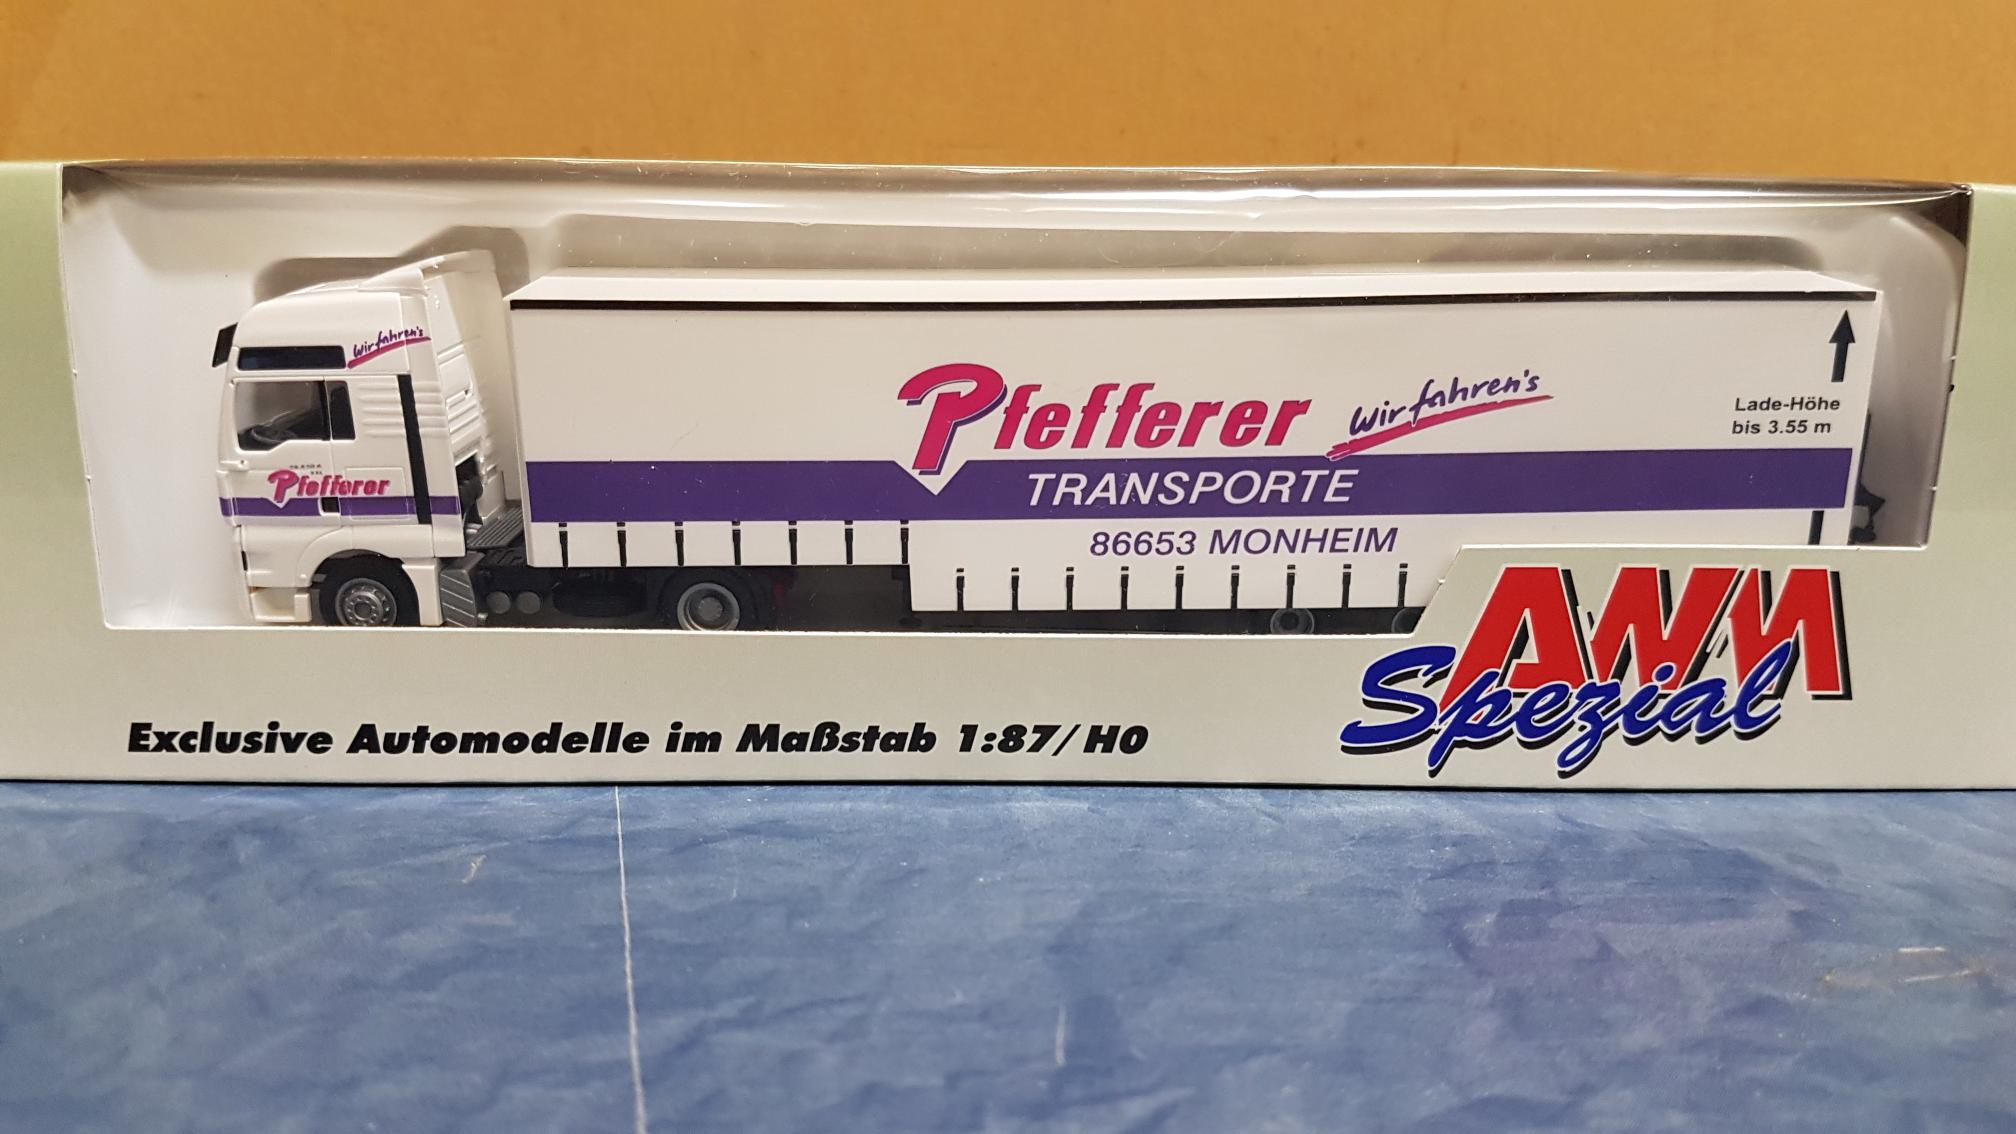 wir fahren's
Pfefferer
Pfefferer wir fahren's
TRANSPORTE
86653 MONHEIM
Lade-Höhe
bis 3.55 m
AWM
Spezial
Exclusive Automodelle im Maßstab 1:87/H0